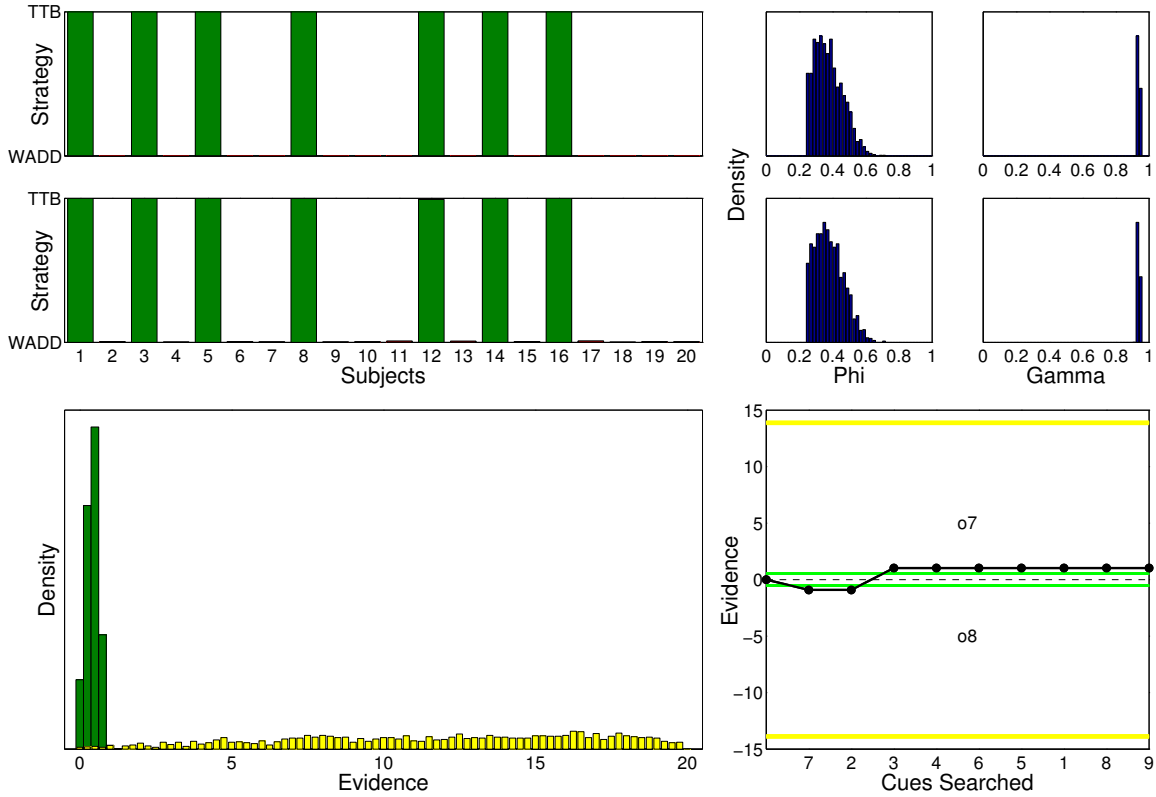 TTB
Strategy
WADD
TTB
Strategy
WADD
1 2 3 4 5 6 7 8 9 10 11 12 13 14 15 16 17 18 19 20
Subjects
Density
0 0.2 0.4 0.6 0.8 1
0 0.2 0.4 0.6 0.8 1
0 0.2 0.4 0.6 0.8 1
Phi
0 0.2 0.4 0.6 0.8 1
Gamma
Density
0 5 10 15 20
Evidence
15
10
5
0
−5
−10
−15
Evidence
o7
o8
7 2 3 4 6 5 1 8 9
Cues Searched